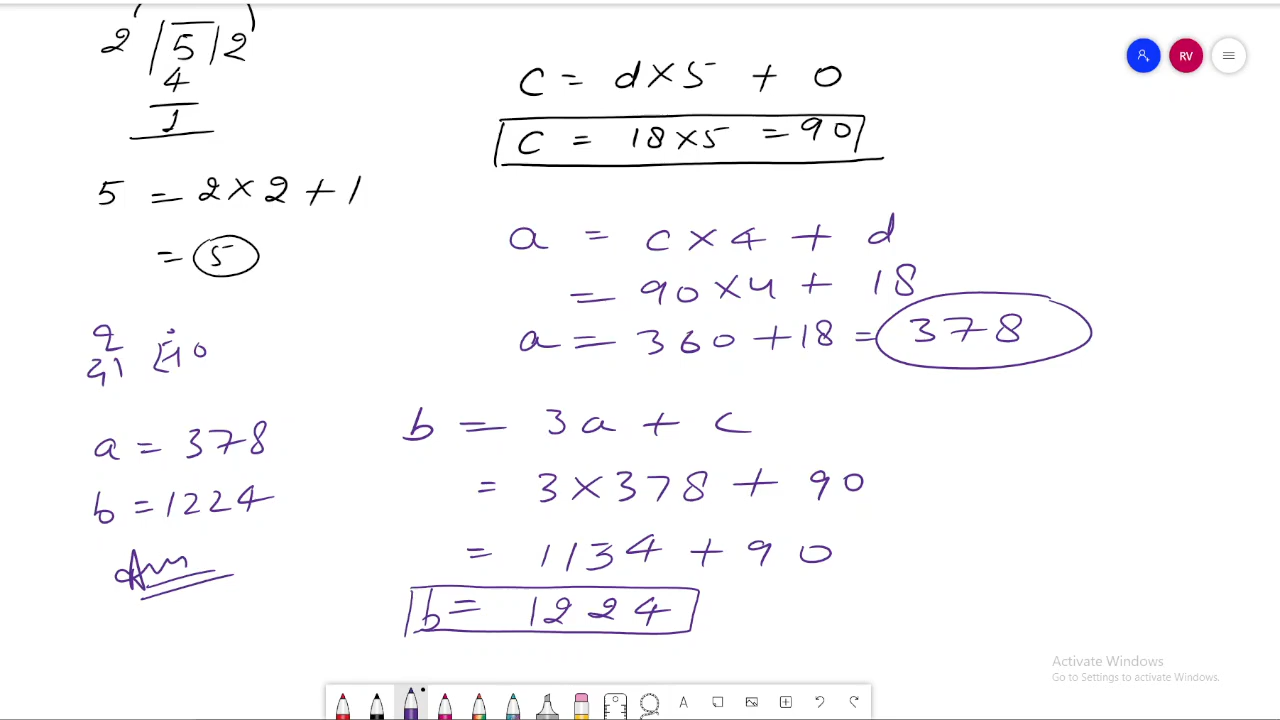 2 5 2
4
1
5 = 2 × 2 + 1
= 5
a = 378
b = 1224
Ans
c = d × 5 + 0
c = 18 × 5 = 90
a = c × 4 + d
= 90 × 4 + 18
a = 360 + 18 = 378
b = 3a + c
= 3 × 378 + 90
= 1134 + 90
b = 1224
RV
A
Activate Windows
Go to Settings to activate Windows.